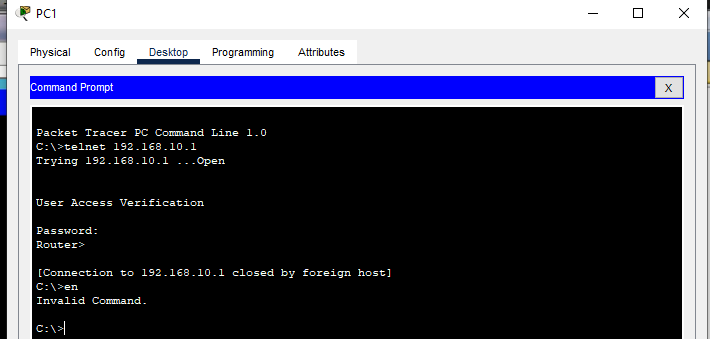 PC1
Physical Config Desktop Programming Attributes
Command Prompt X
Packet Tracer PC Command Line 1.0
C:\>telnet 192.168.10.1
Trying 192.168.10.1 ...Open
User Access Verification
Password:
Router>
[Connection to 192.168.10.1 closed by foreign host]
C:\>en
Invalid Command.
C:\>